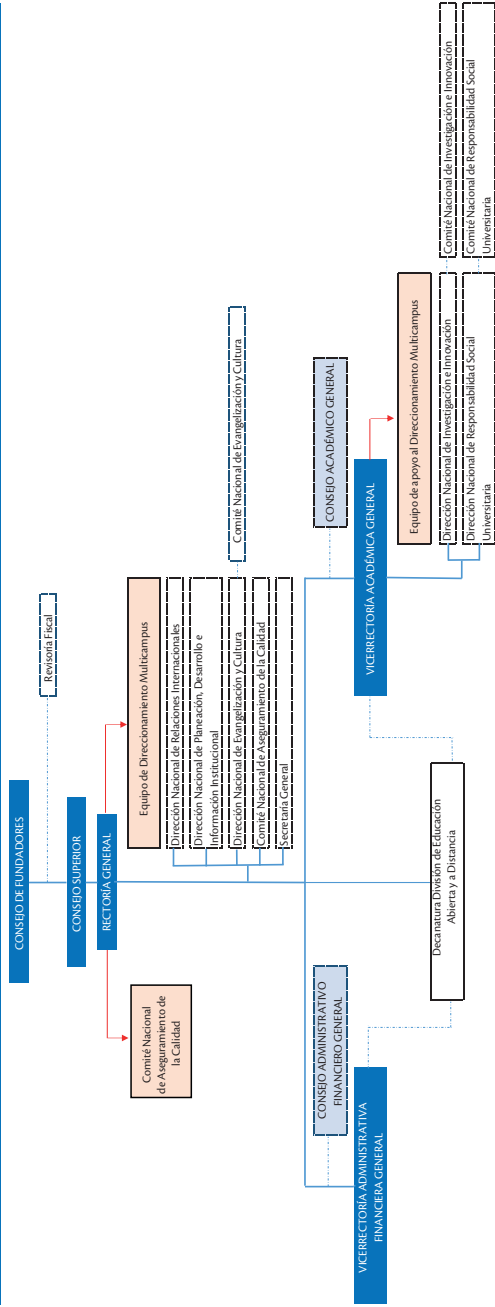 CONSEJO DE FUNDADORES
Revisoría Fiscal
CONSEJO SUPERIOR
RECTORÍA GENERAL
Comité Nacional
de Aseguramiento de
la Calidad
Equipo de Direccionamiento Multicampus
Dirección Nacional de Relaciones Internacionales
Dirección Nacional de Planeación, Desarrollo e
Información Institucional
Dirección Nacional de Evangelización y Cultura
Comité Nacional de Evangelización y Cultura
Comité Nacional de Aseguramiento de la Calidad
Secretaría General
CONSEJO ADMINISTRATIVO
FINANCIERO GENERAL
CONSEJO ACADÉMICO GENERAL
VICERRECTORÍA ADMINISTRATIVA
FINANCIERA GENERAL
VICERRECTORÍA ACADÉMICA GENERAL
Decanatura División de Educación
Abierta y a Distancia
Equipo de apoyo al Direccionamiento Multicampus
Dirección Nacional de Investigación e Innovación
Comité Nacional de Investigación e Innovación
Dirección Nacional de Responsabilidad Social
Universitaria
Comité Nacional de Responsabilidad Social
Universitaria